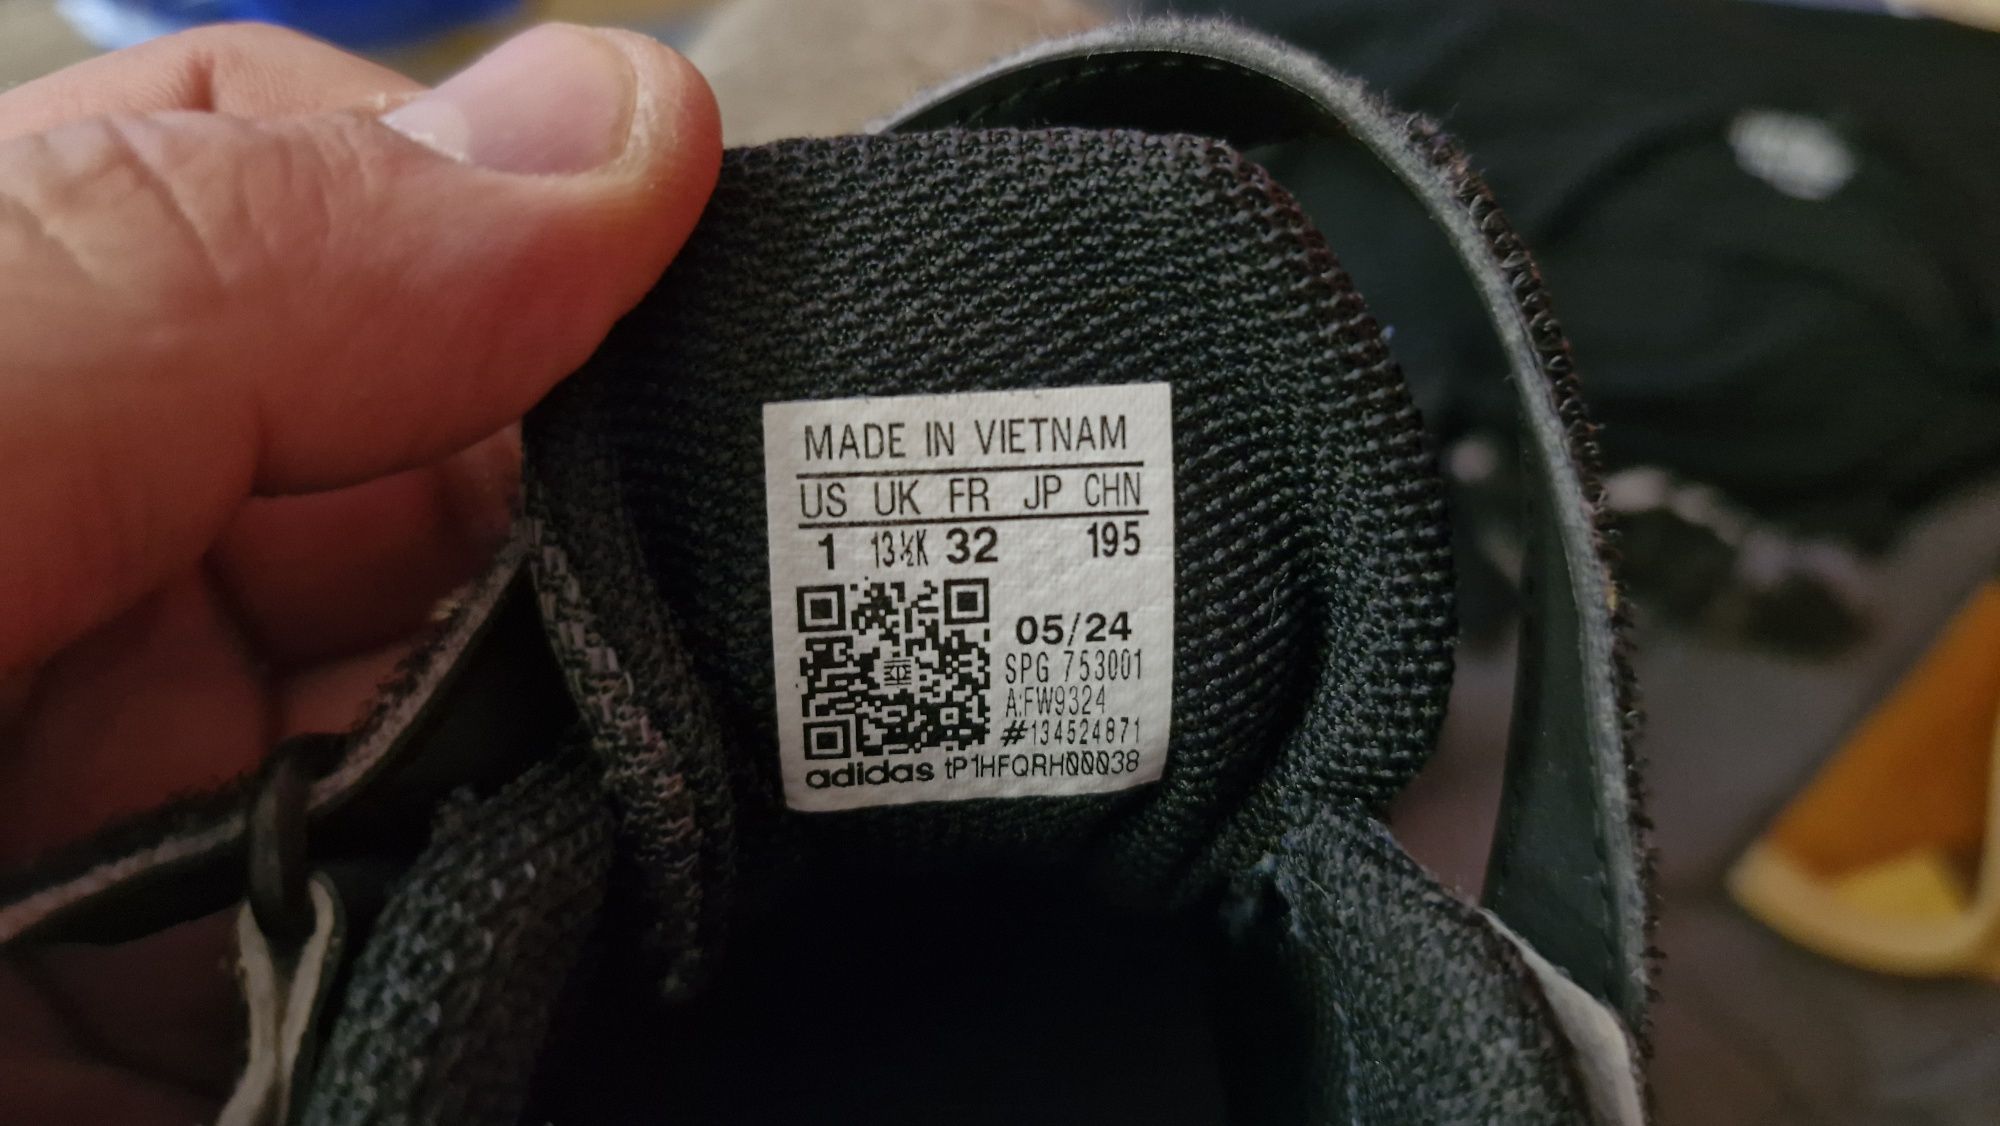 MADE IN VIETNAM
US UK FR JP CHN
1 13½K 32 195
05/24
SPG 753001
A:FW9324
#134524871
adidas tP1HFQRH00038